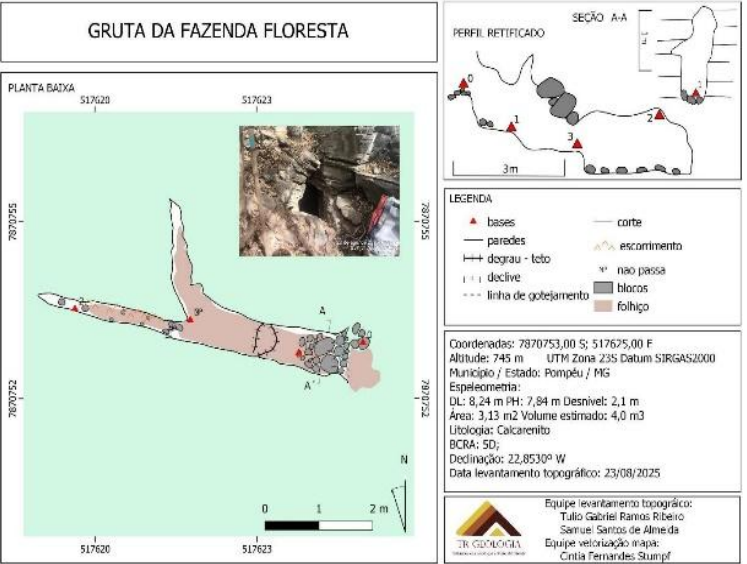 GRUTA DA FAZENDA FLORESTA
PLANTA BAIXA
517620
517623
7870755
7870755
7870752
7870752
A
A'
N
0 1 2 m
517620
517623
PERFIL RETIFICADO
SEÇÃO A-A
0
1
2
3
3m
LEGENDA
bases
paredes
degrau - teto
declive
linha de gotejamento
corte
escorrimento
nao passa
blocos
folhiço
Coordenadas: 7870753,00 S; 517625,00 E
Altitude: 745 m UTM Zona 23S Datum SIRGAS2000
Município / Estado: Pompéu / MG
Espeleometria:
DL: 8,24 m PH: 7,84 m Desnível: 2,1 m
Área: 3,13 m2 Volume estimado: 4,0 m3
Litologia: Calcarenito
BCRA: 5D;
Declinação: 22,8530º W
Data levantamento topográfico: 23/08/2025
TR GEOLOGIA
Equipe levantamento topográico:
Tulio Gabriel Ramos Ribeiro
Samuel Santos de Almeida
Equipe vetorização mapa:
Cintia Fernandes Stumpf